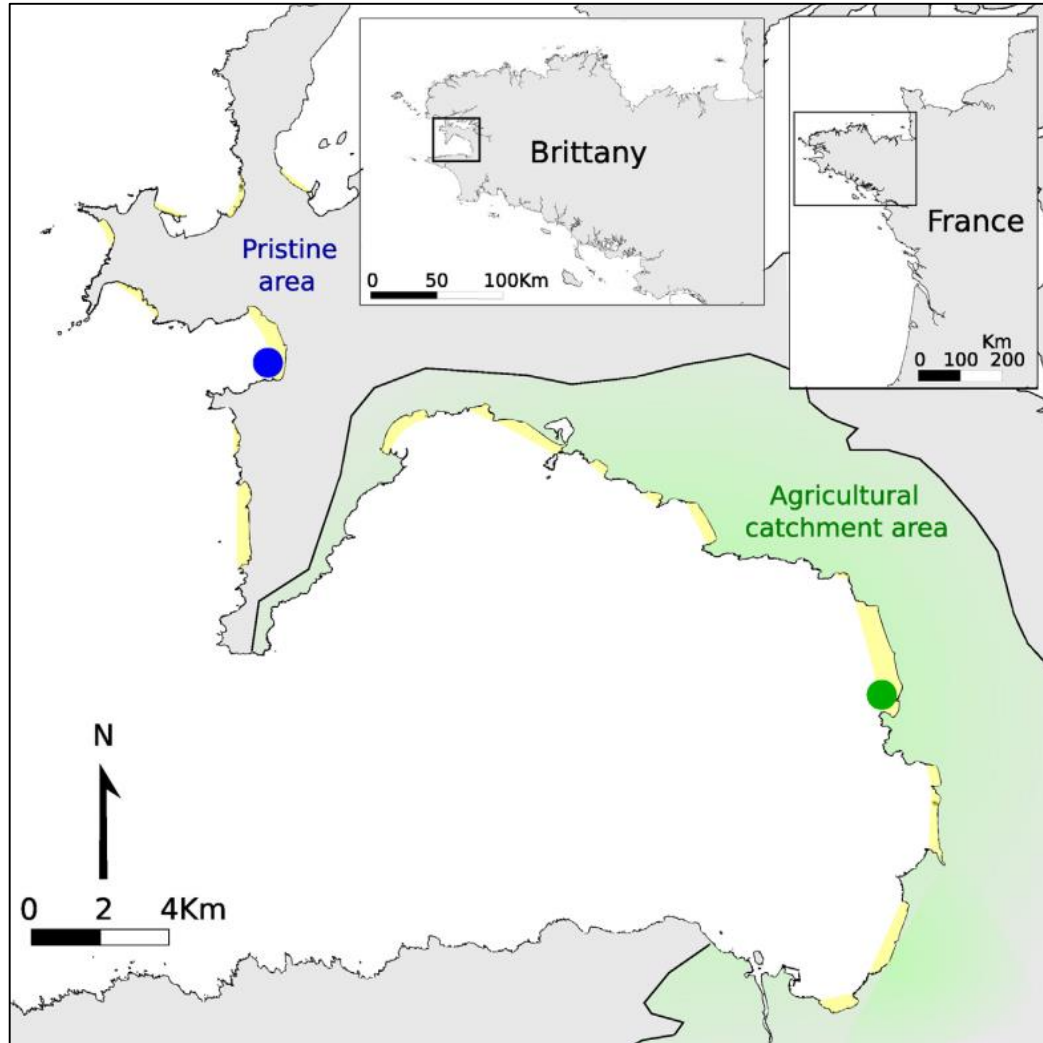 Brittany
0 50 100Km
France
Km
0 100 200
Pristine
area
Agricultural
catchment area
N
0 2 4Km